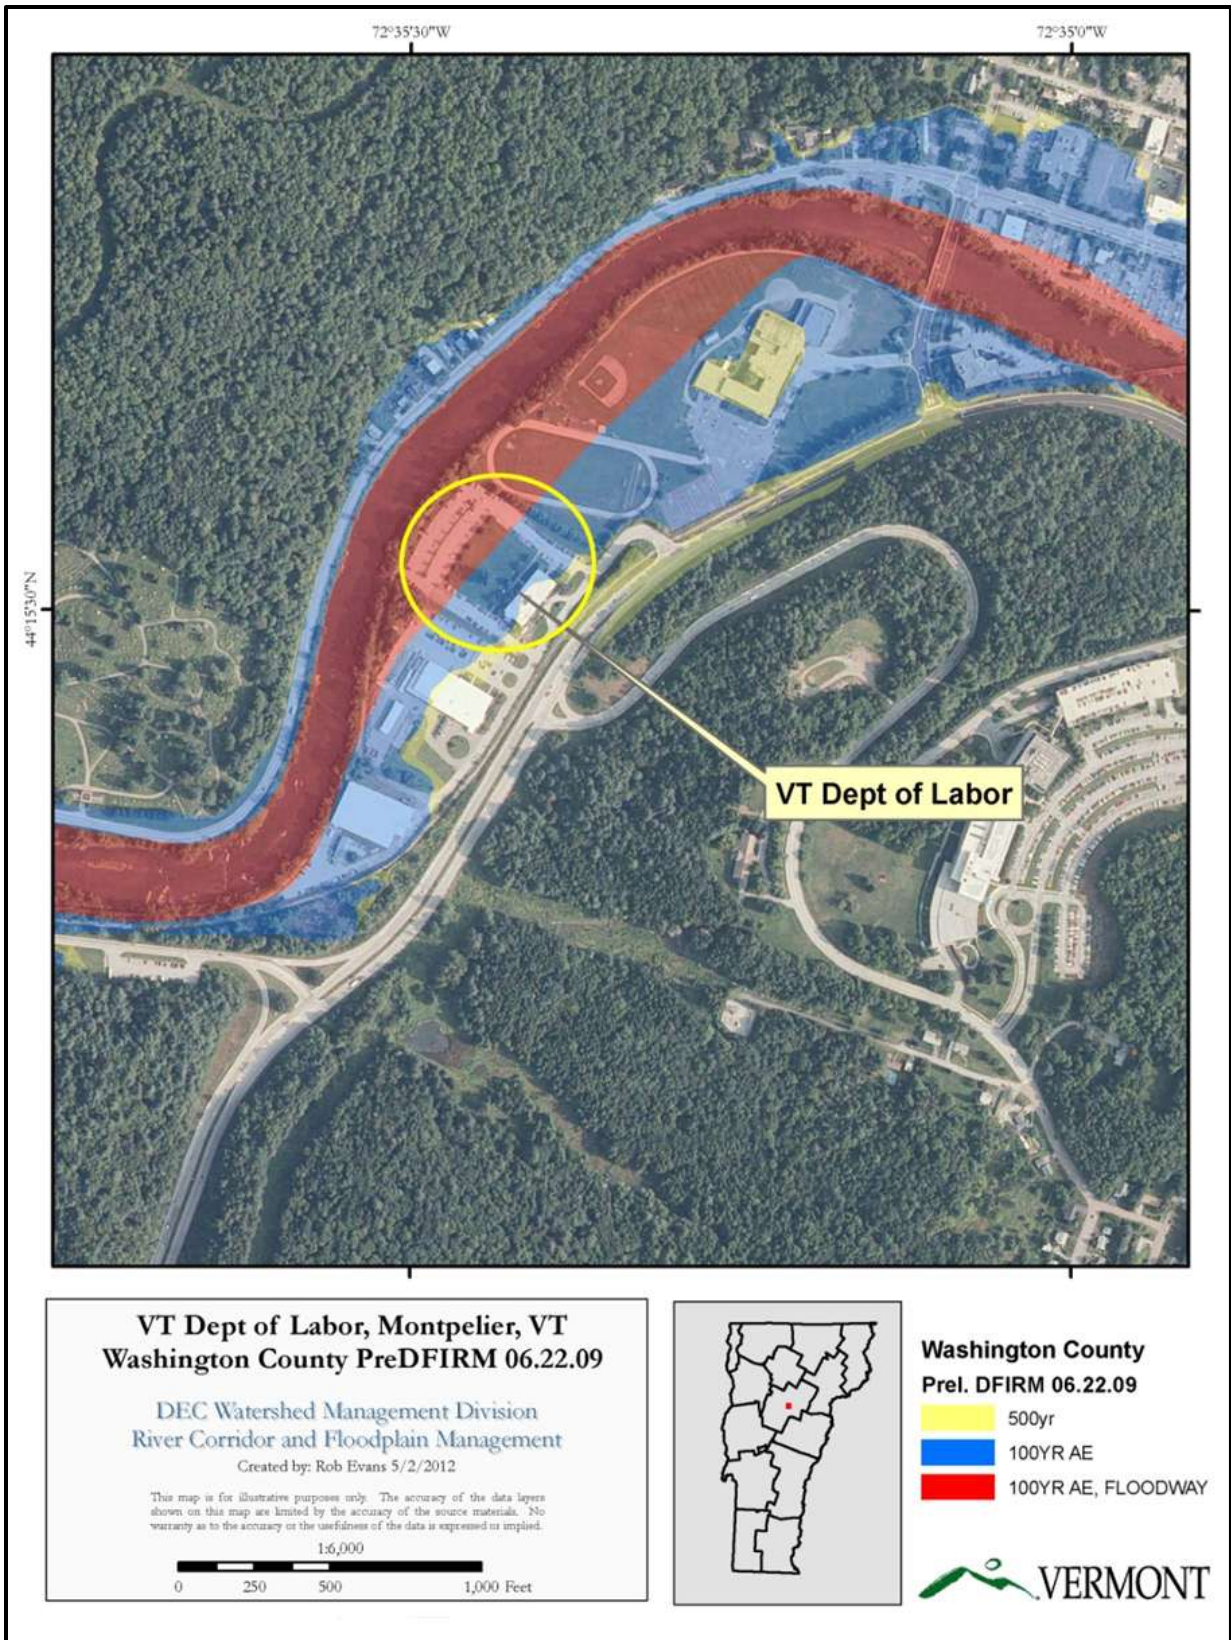 72°35'30"W
72°35'0"W
44°15'30"N
VT Dept of Labor
VT Dept of Labor, Montpelier, VT
Washington County PreDFIRM 06.22.09
DEC Watershed Management Division
River Corridor and Floodplain Management
Created by: Rob Evans 5/2/2012
This map is for illustrative purposes only. The accuracy of the data layers
shown on this map are limited by the accuracy of the source materials. No
warranty as to the accuracy or the usefulness of the data is expressed or implied.
1:6,000
0 250 500 1,000 Feet
Washington County
Prel. DFIRM 06.22.09
500yr
100YR AE
100YR AE, FLOODWAY
VERMONT